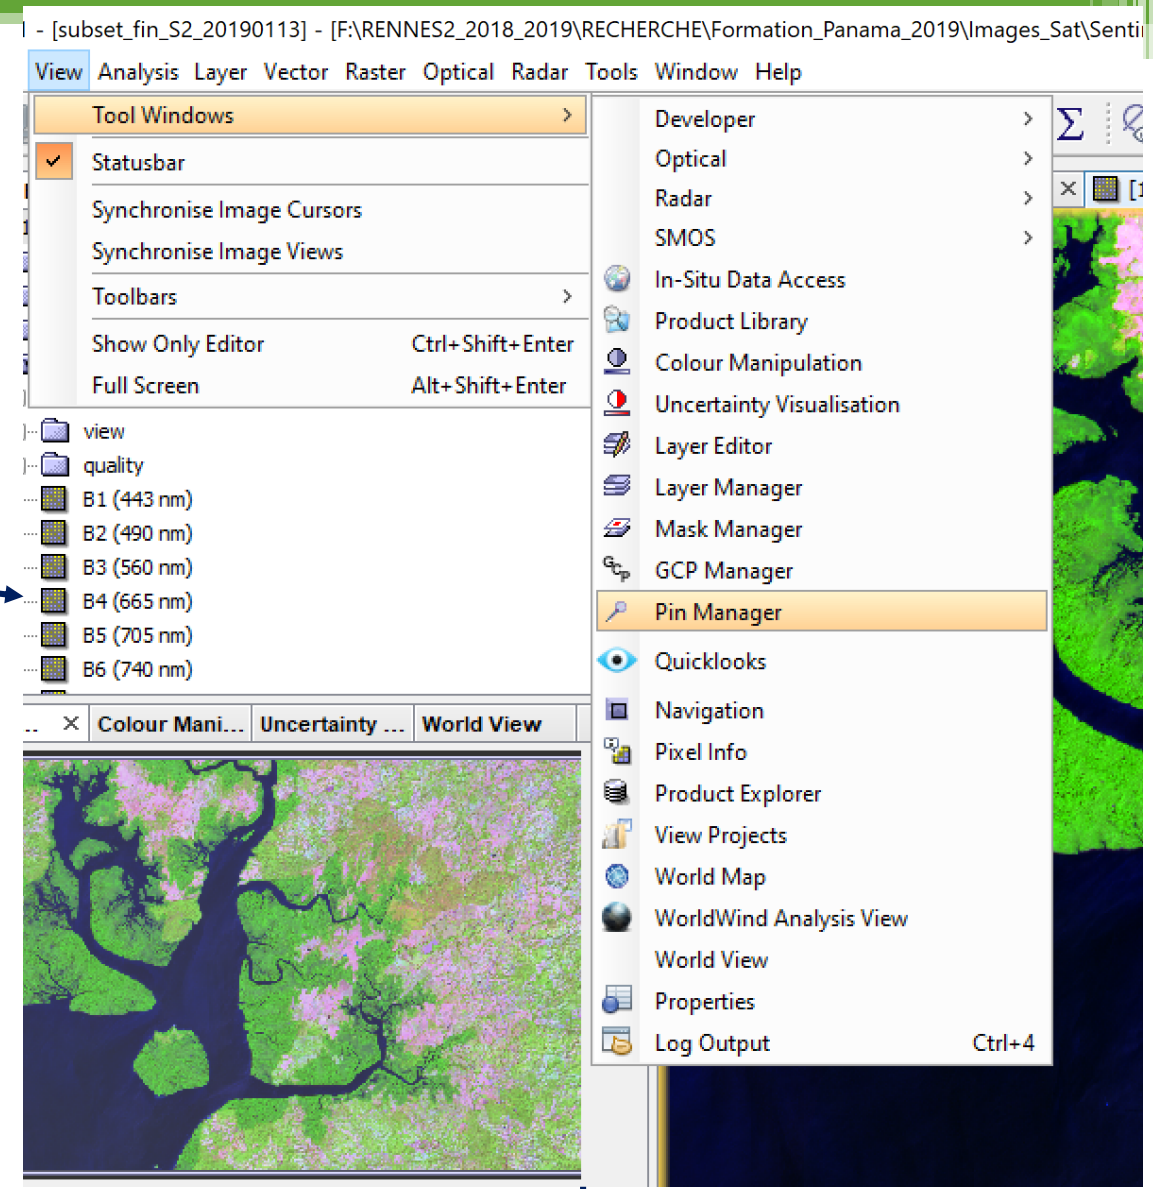 - [subset_fin_S2_20190113] - [F:\RENNES2_2018_2019\RECHERCHE\Formation_Panama_2019\Images_Sat\Senti
View Analysis Layer Vector Raster Optical Radar Tools Window Help
Tool Windows >
Statusbar
Synchronise Image Cursors
Synchronise Image Views
Toolbars >
Show Only Editor Ctrl+Shift+Enter
Full Screen Alt+Shift+Enter
view
quality
B1 (443 nm)
B2 (490 nm)
B3 (560 nm)
B4 (665 nm)
B5 (705 nm)
B6 (740 nm)
.. × Colour Mani... Uncertainty ... World View
Developer >
Optical >
Radar >
SMOS >
In-Situ Data Access
Product Library
Colour Manipulation
Uncertainty Visualisation
Layer Editor
Layer Manager
Mask Manager
GCP GCP Manager
Pin Manager
Quicklooks
Navigation
Pixel Info
Product Explorer
View Projects
World Map
WorldWind Analysis View
World View
Properties
Log Output Ctrl+4
Σ
× [1